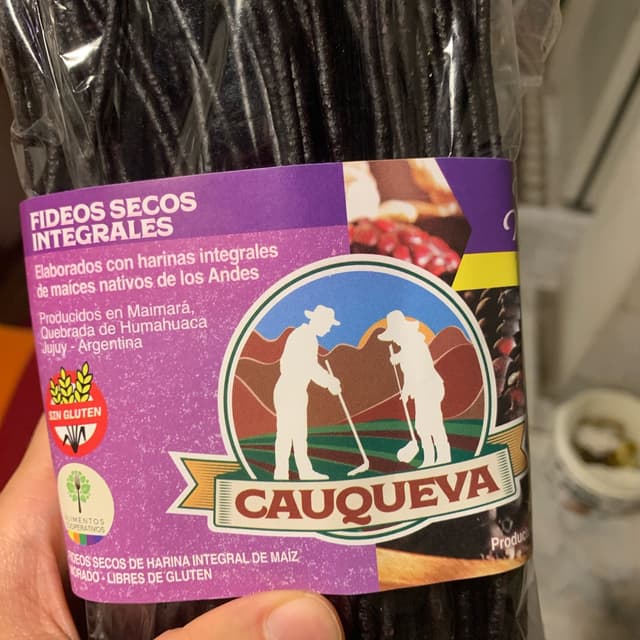 FIDEOS SECOS
INTEGRALES
Elaborados con harinas integrales
de maíces nativos de los Andes
Producidos en Maimará,
Quebrada de Humahuaca
Jujuy - Argentina
SIN GLUTEN
CAUQUEVA
FIDEOS SECOS DE HARINA INTEGRAL DE MAÍZ
- LIBRES DE GLUTEN